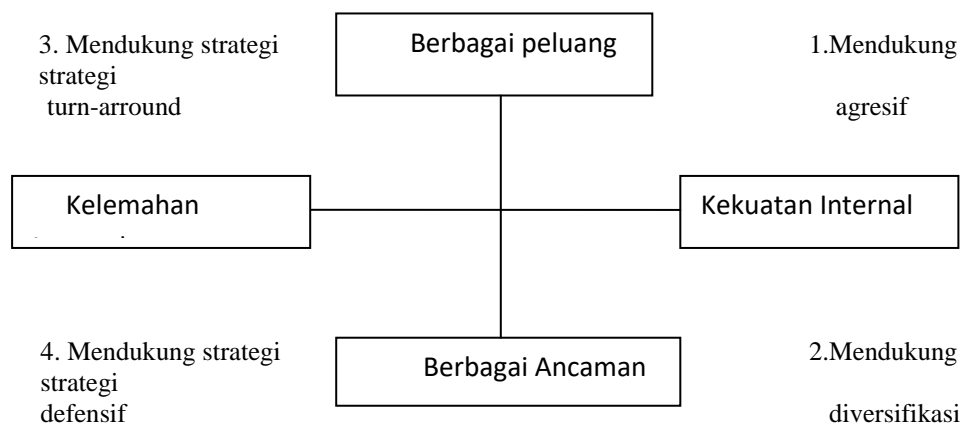 3. Mendukung strategi
strategi
turn-arround
Berbagai peluang
1.Mendukung
agresif
Kelemahan
Kekuatan Internal
4. Mendukung strategi
strategi
defensif
Berbagai Ancaman
2.Mendukung
diversifikasi